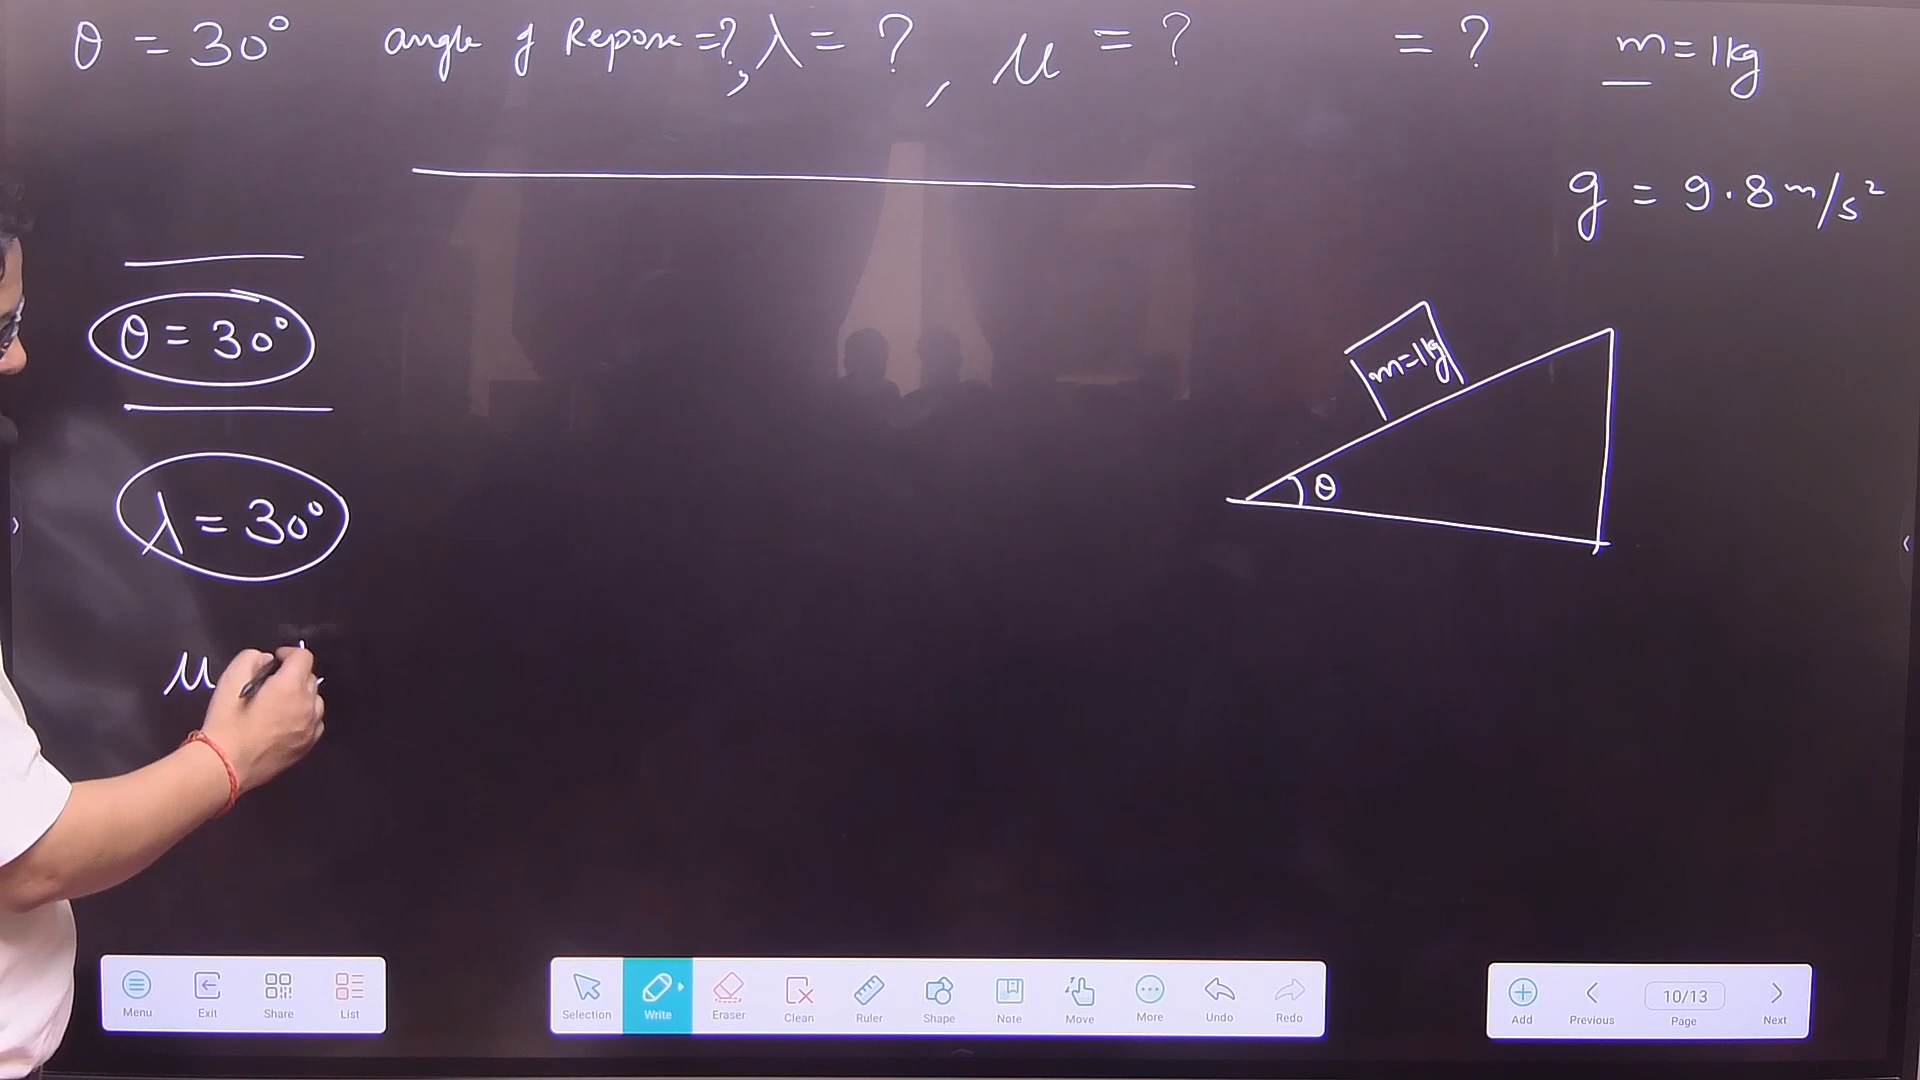 θ = 30° angle of Repose =?, λ = ?, μ = ? = ? m = 1kg
g = 9.8 m/s²
θ = 30°
m=1kg
θ
λ = 30°
μ
Menu Exit Share List
Selection Write Eraser Clean Ruler Shape Note Move More Undo Redo
Add Previous 10/13 Page Next